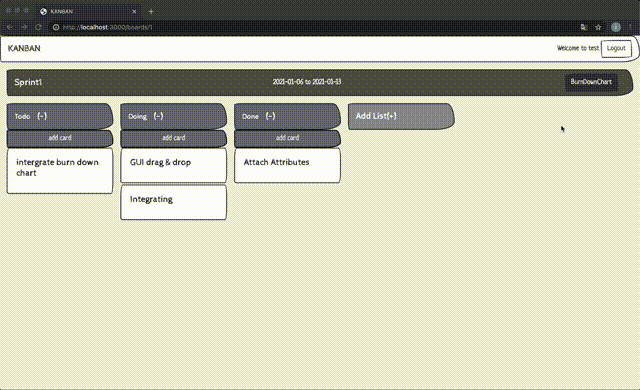 KANBAN
http://localhost:3000/boards/1
KANBAN
Welcome to test
Logout
Sprint1
2021-01-06 to 2021-01-13
BurnDownChart
Todo (-)
Doing (-)
Done (-)
Add List(+)
add card
add card
add card
intergrate burn down
chart
GUI drag & drop
Attach Attributes
Integrating